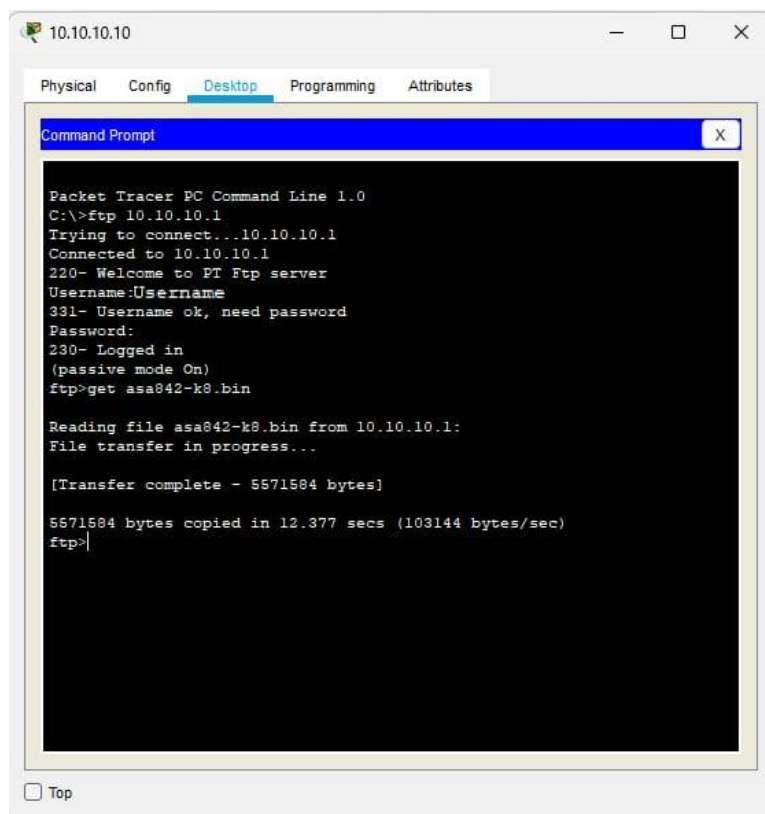 10.10.10.10
Physical Config Desktop Programming Attributes
Command Prompt X
Packet Tracer PC Command Line 1.0
C:\>ftp 10.10.10.1
Trying to connect...10.10.10.1
Connected to 10.10.10.1
220- Welcome to PT Ftp server
Username:Username
331- Username ok, need password
Password:
230- Logged in
(passive mode On)
ftp>get asa842-k8.bin
Reading file asa842-k8.bin from 10.10.10.1:
File transfer in progress...
[Transfer complete - 5571584 bytes]
5571584 bytes copied in 12.377 secs (103144 bytes/sec)
ftp>
Top